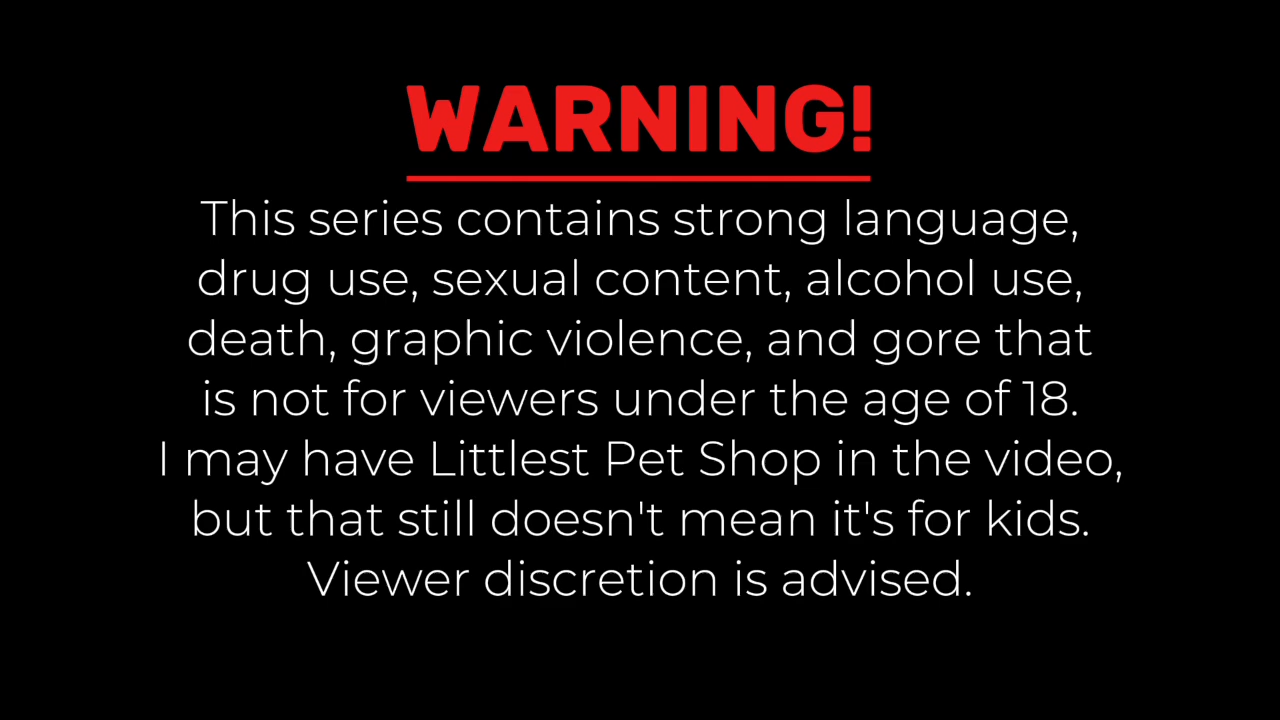 WARNING!
This series contains strong language,
drug use, sexual content, alcohol use,
death, graphic violence, and gore that
is not for viewers under the age of 18.
I may have Littlest Pet Shop in the video,
but that still doesn't mean it's for kids.
Viewer discretion is advised.